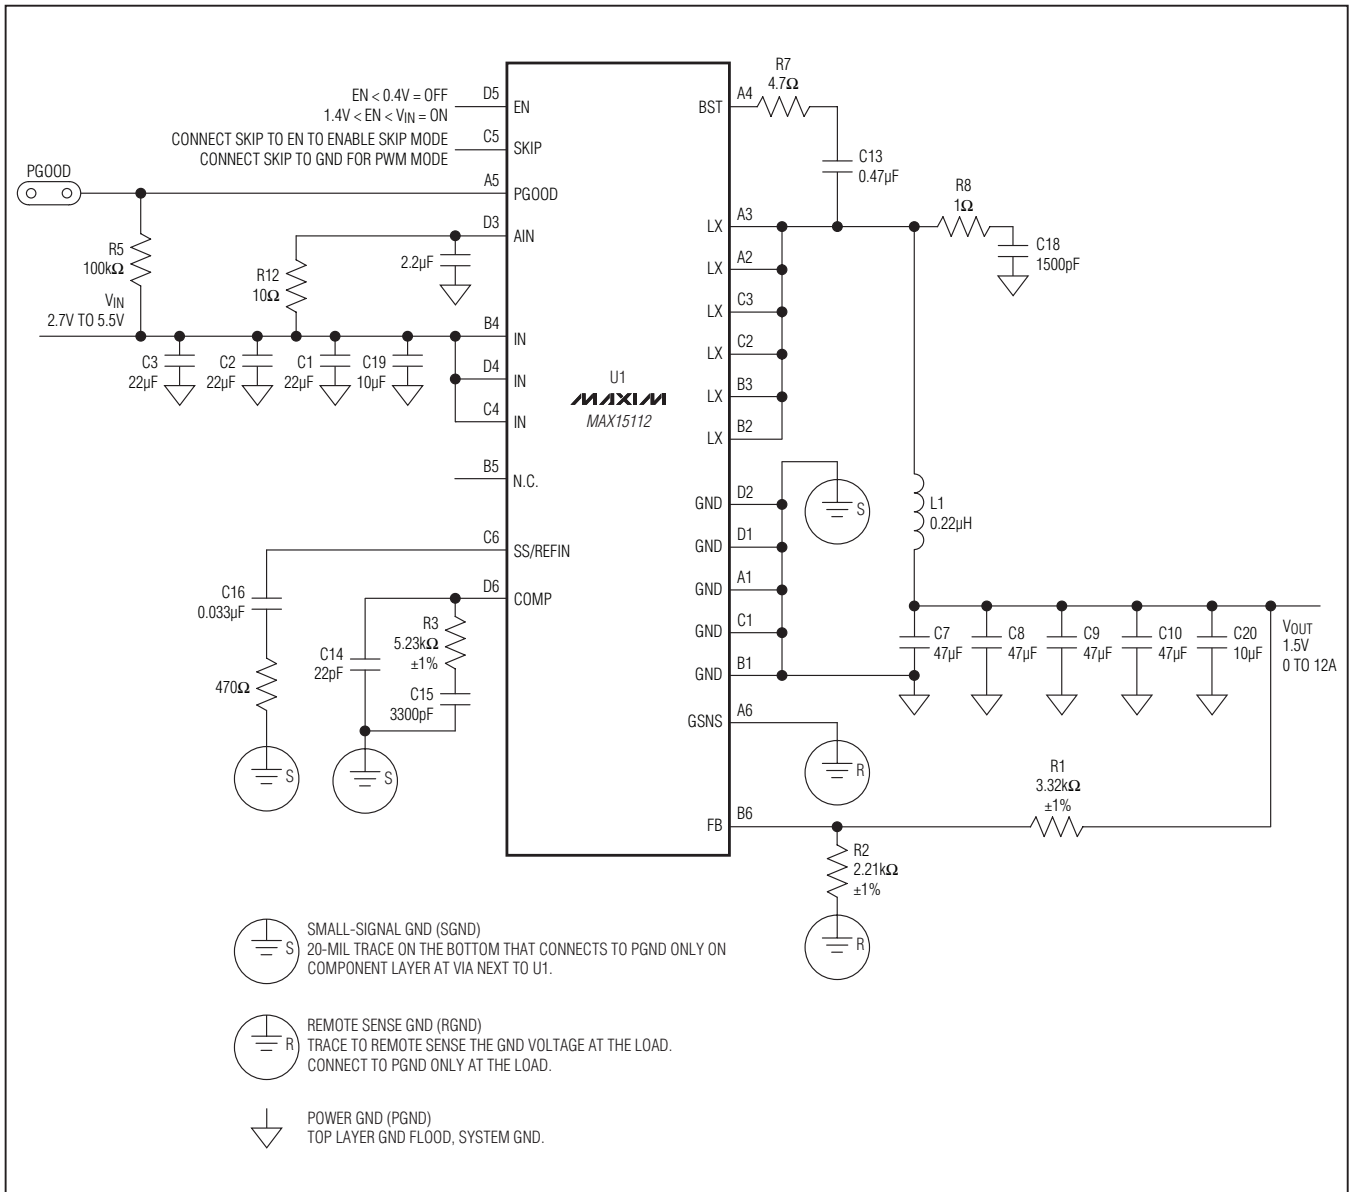 EN < 0.4V = OFF
1.4V < EN < VIN = ON
D5
EN
CONNECT SKIP TO EN TO ENABLE SKIP MODE
CONNECT SKIP TO GND FOR PWM MODE
C5
SKIP
PGOOD
A5
PGOOD
D3
AIN
R5
100kΩ
R12
10Ω
2.2µF
VIN
2.7V TO 5.5V
B4
IN
D4
IN
C4
IN
C3
22µF
C2
22µF
C1
22µF
C19
10µF
B5
N.C.
C6
SS/REFIN
C16
0.033µF
470Ω
S
D6
COMP
R3
5.23kΩ
±1%
C14
22pF
C15
3300pF
S
U1
MAXIM
MAX15112
BST
A4
R7
4.7Ω
C13
0.47µF
LX
A3
R8
1Ω
C18
1500pF
LX
A2
LX
C3
LX
C2
LX
B3
LX
B2
GND
D2
S
GND
D1
GND
A1
GND
C1
GND
B1
L1
0.22µH
C7
47µF
C8
47µF
C9
47µF
C10
47µF
C20
10µF
VOUT
1.5V
0 TO 12A
GSNS
A6
R
R1
3.32kΩ
±1%
FB
B6
R2
2.21kΩ
±1%
R
S
SMALL-SIGNAL GND (SGND)
20-MIL TRACE ON THE BOTTOM THAT CONNECTS TO PGND ONLY ON
COMPONENT LAYER AT VIA NEXT TO U1.
R
REMOTE SENSE GND (RGND)
TRACE TO REMOTE SENSE THE GND VOLTAGE AT THE LOAD.
CONNECT TO PGND ONLY AT THE LOAD.
POWER GND (PGND)
TOP LAYER GND FLOOD, SYSTEM GND.